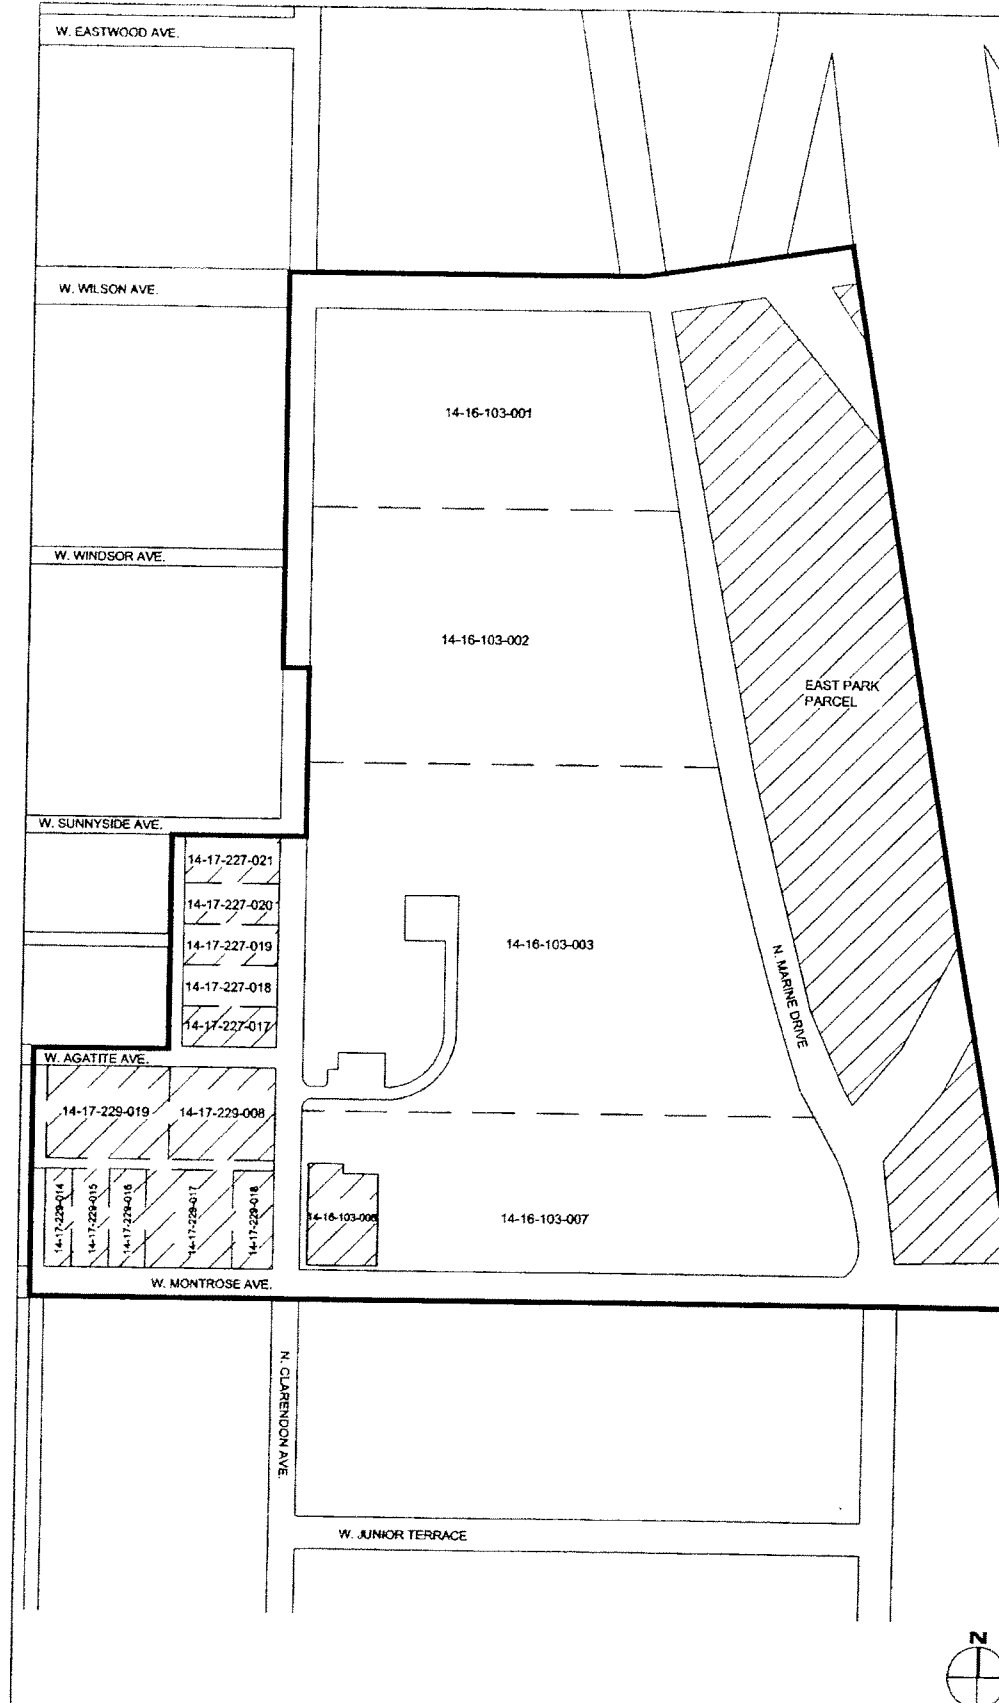 W. EASTWOOD AVE.
W. WILSON AVE.
14-16-103-001
W. WINDSOR AVE.
14-16-103-002
EAST PARK
PARCEL
W. SUNNYSIDE AVE.
14-17-227-021
14-17-227-020
14-17-227-019
14-17-227-018
14-17-227-017
14-16-103-003
N. MARINE DRIVE
W. AGATITE AVE.
14-17-229-019
14-17-229-008
14-17-229-014
14-17-229-015
14-17-229-016
14-17-229-017
14-17-229-018
14-16-103-007
W. MONTROSE AVE.
N. CLARENDON AVE.
W. JUNIOR TERRACE
N